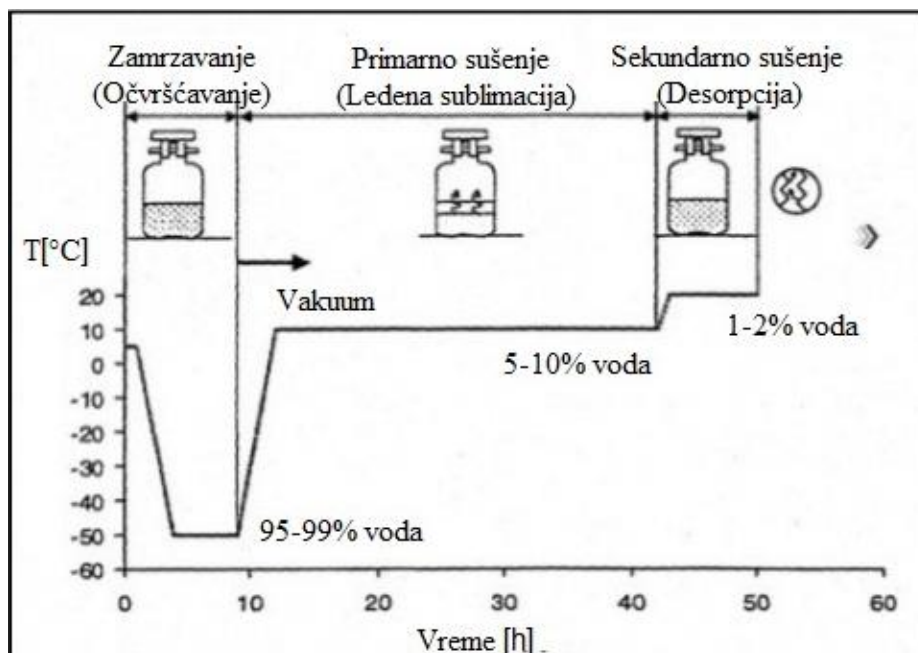 Zamrzavanje
(Očvršćavanje)
Primarno sušenje
(Ledena sublimacija)
Sekundarno sušenje
(Desorpcija)
T[°C]
Vakuum
20
10
0
-10
-20
-30
-40
-50
-60
1-2% voda
5-10% voda
95-99% voda
0 10 20 30 40 50 60
Vreme [h]